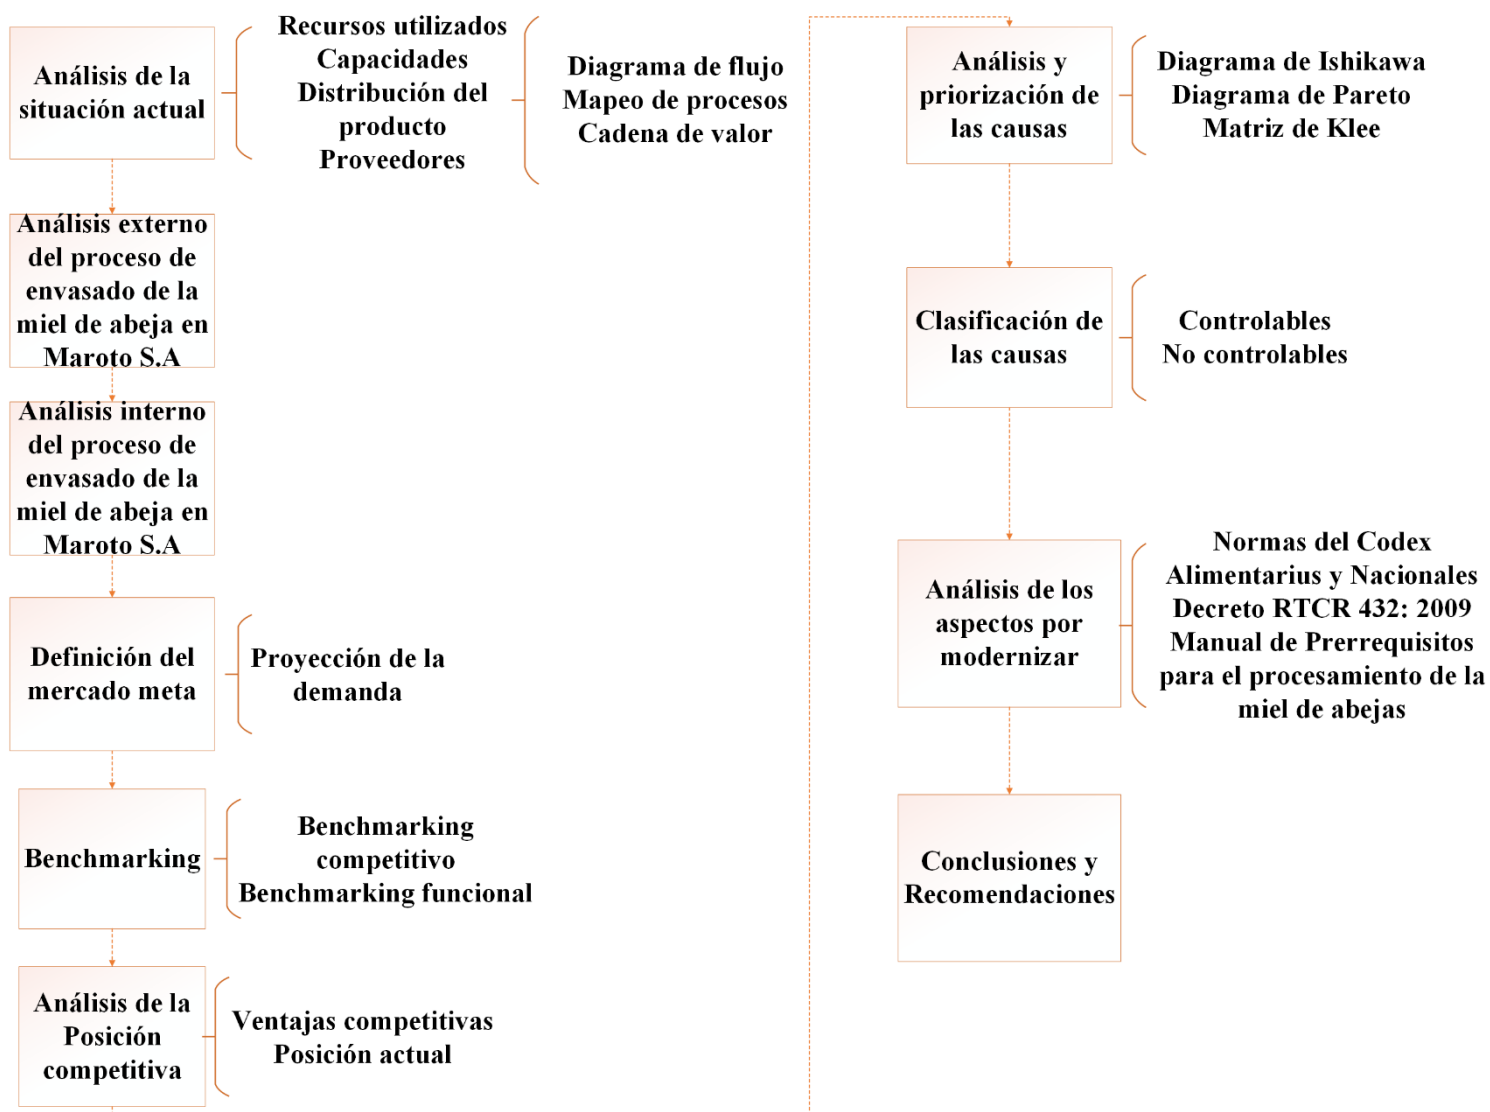 Análisis de la
situación actual
Recursos utilizados
Capacidades
Distribución del
producto
Proveedores
Diagrama de flujo
Mapeo de procesos
Cadena de valor
Análisis externo
del proceso de
envasado de la
miel de abeja en
Maroto S.A
Análisis interno
del proceso de
envasado de la
miel de abeja en
Maroto S.A
Definición del
mercado meta
Proyección de la
demanda
Benchmarking
Benchmarking
competitivo
Benchmarking funcional
Análisis de la
Posición
competitiva
Ventajas competitivas
Posición actual
Análisis y
priorización de
las causas
Diagrama de Ishikawa
Diagrama de Pareto
Matriz de Klee
Clasificación de
las causas
Controlables
No controlables
Análisis de los
aspectos por
modernizar
Normas del Codex
Alimentarius y Nacionales
Decreto RTCR 432: 2009
Manual de Prerrequisitos
para el procesamiento de la
miel de abejas
Conclusiones y
Recomendaciones